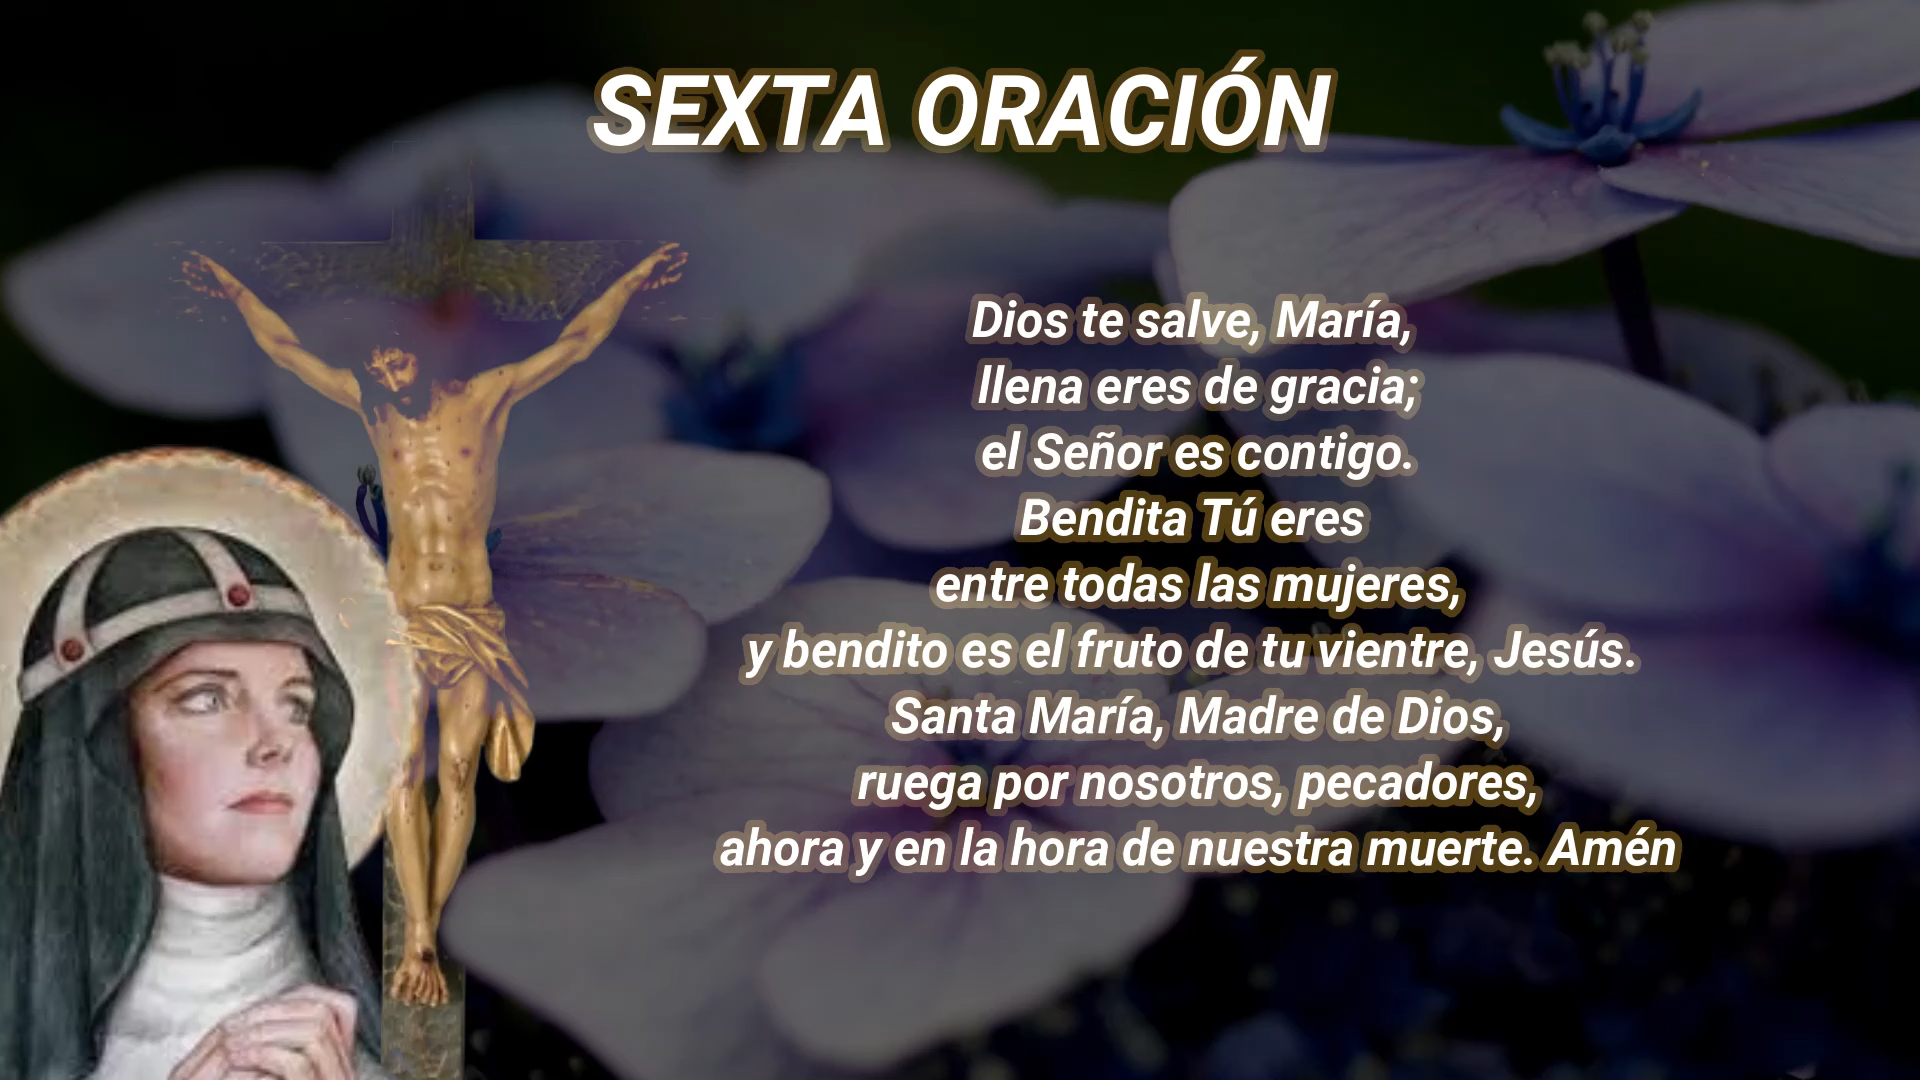 SEXTA ORACIÓN
Dios te salve, María,
llena eres de gracia;
el Señor es contigo.
Bendita Tú eres
entre todas las mujeres,
y bendito es el fruto de tu vientre, Jesús.
Santa María, Madre de Dios,
ruega por nosotros, pecadores,
ahora y en la hora de nuestra muerte. Amén